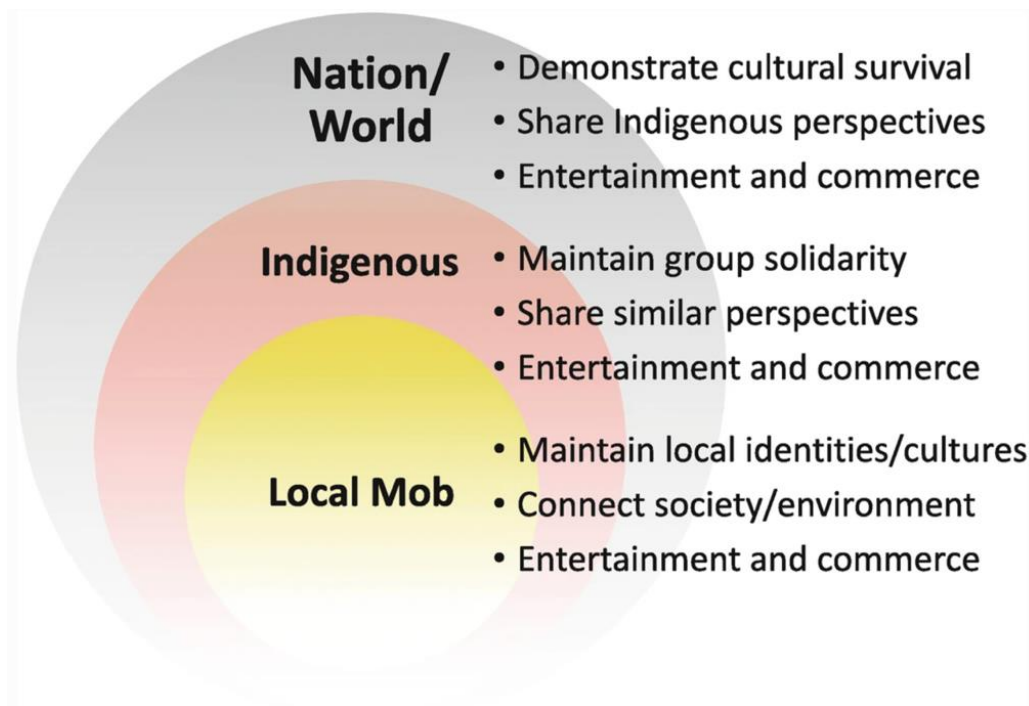 Nation/
World
• Demonstrate cultural survival
• Share Indigenous perspectives
• Entertainment and commerce
Indigenous
• Maintain group solidarity
• Share similar perspectives
• Entertainment and commerce
Local Mob
• Maintain local identities/cultures
• Connect society/environment
• Entertainment and commerce